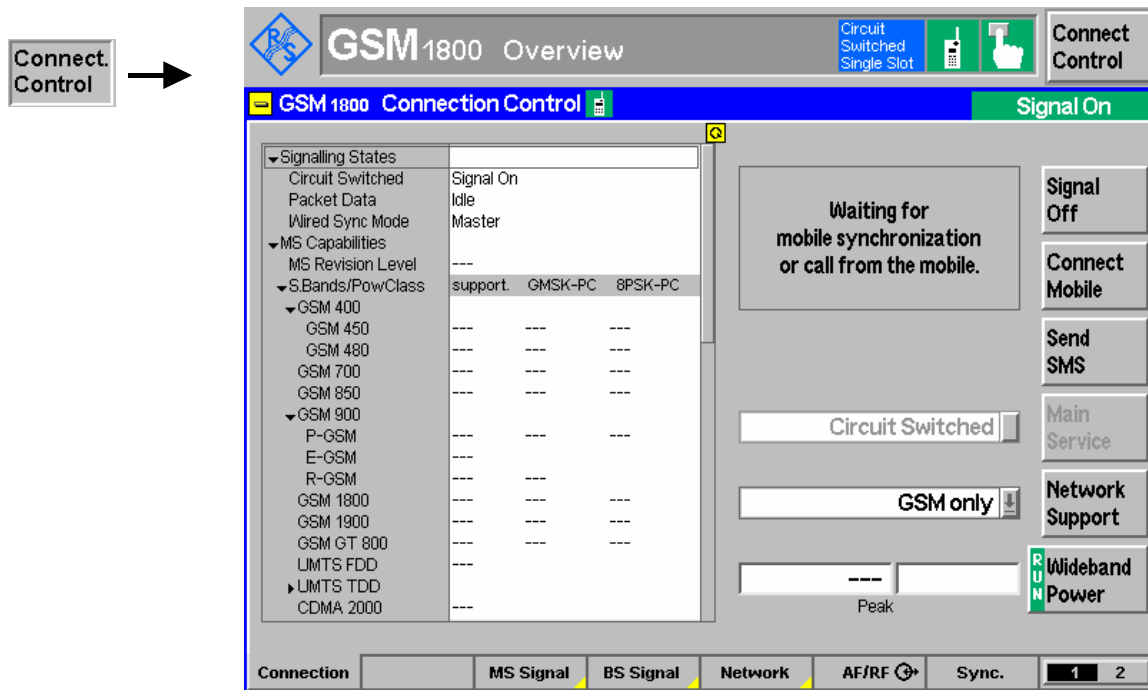 Connect.
Control
R S
GSM 1800 Overview
Circuit
Switched
Single Slot
Connect
Control
GSM 1800 Connection Control
Signal On
Signalling States
Circuit Switched Signal On
Packet Data Idle
Wired Sync Mode Master
MS Capabilities
MS Revision Level ---
S.Bands/PowClass support. GMSK-PC 8PSK-PC
GSM 400
GSM 450 --- --- ---
GSM 480 --- --- ---
GSM 700 --- --- ---
GSM 850 --- --- ---
GSM 900
P-GSM --- --- ---
E-GSM ---
R-GSM --- ---
GSM 1800 --- --- ---
GSM 1900 --- --- ---
GSM GT 800 --- --- ---
UMTS FDD ---
UMTS TDD
CDMA 2000 ---
Waiting for
mobile synchronization
or call from the mobile.
Circuit Switched
GSM only
---
Peak
Signal
Off
Connect
Mobile
Send
SMS
Main
Service
Network
Support
RUN
Wideband
Power
Connection MS Signal BS Signal Network AF/RF Sync. 1 2